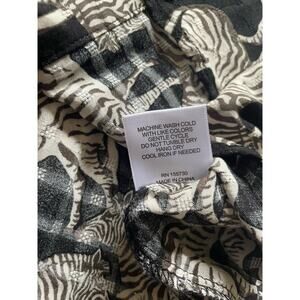 MACHINE WASH COLD
WITH LIKE COLORS
GENTLE CYCLE
DO NOT TUMBLE DRY
HANG DRY
COOL IRON IF NEEDED
RN 155730
MADE IN CHINA